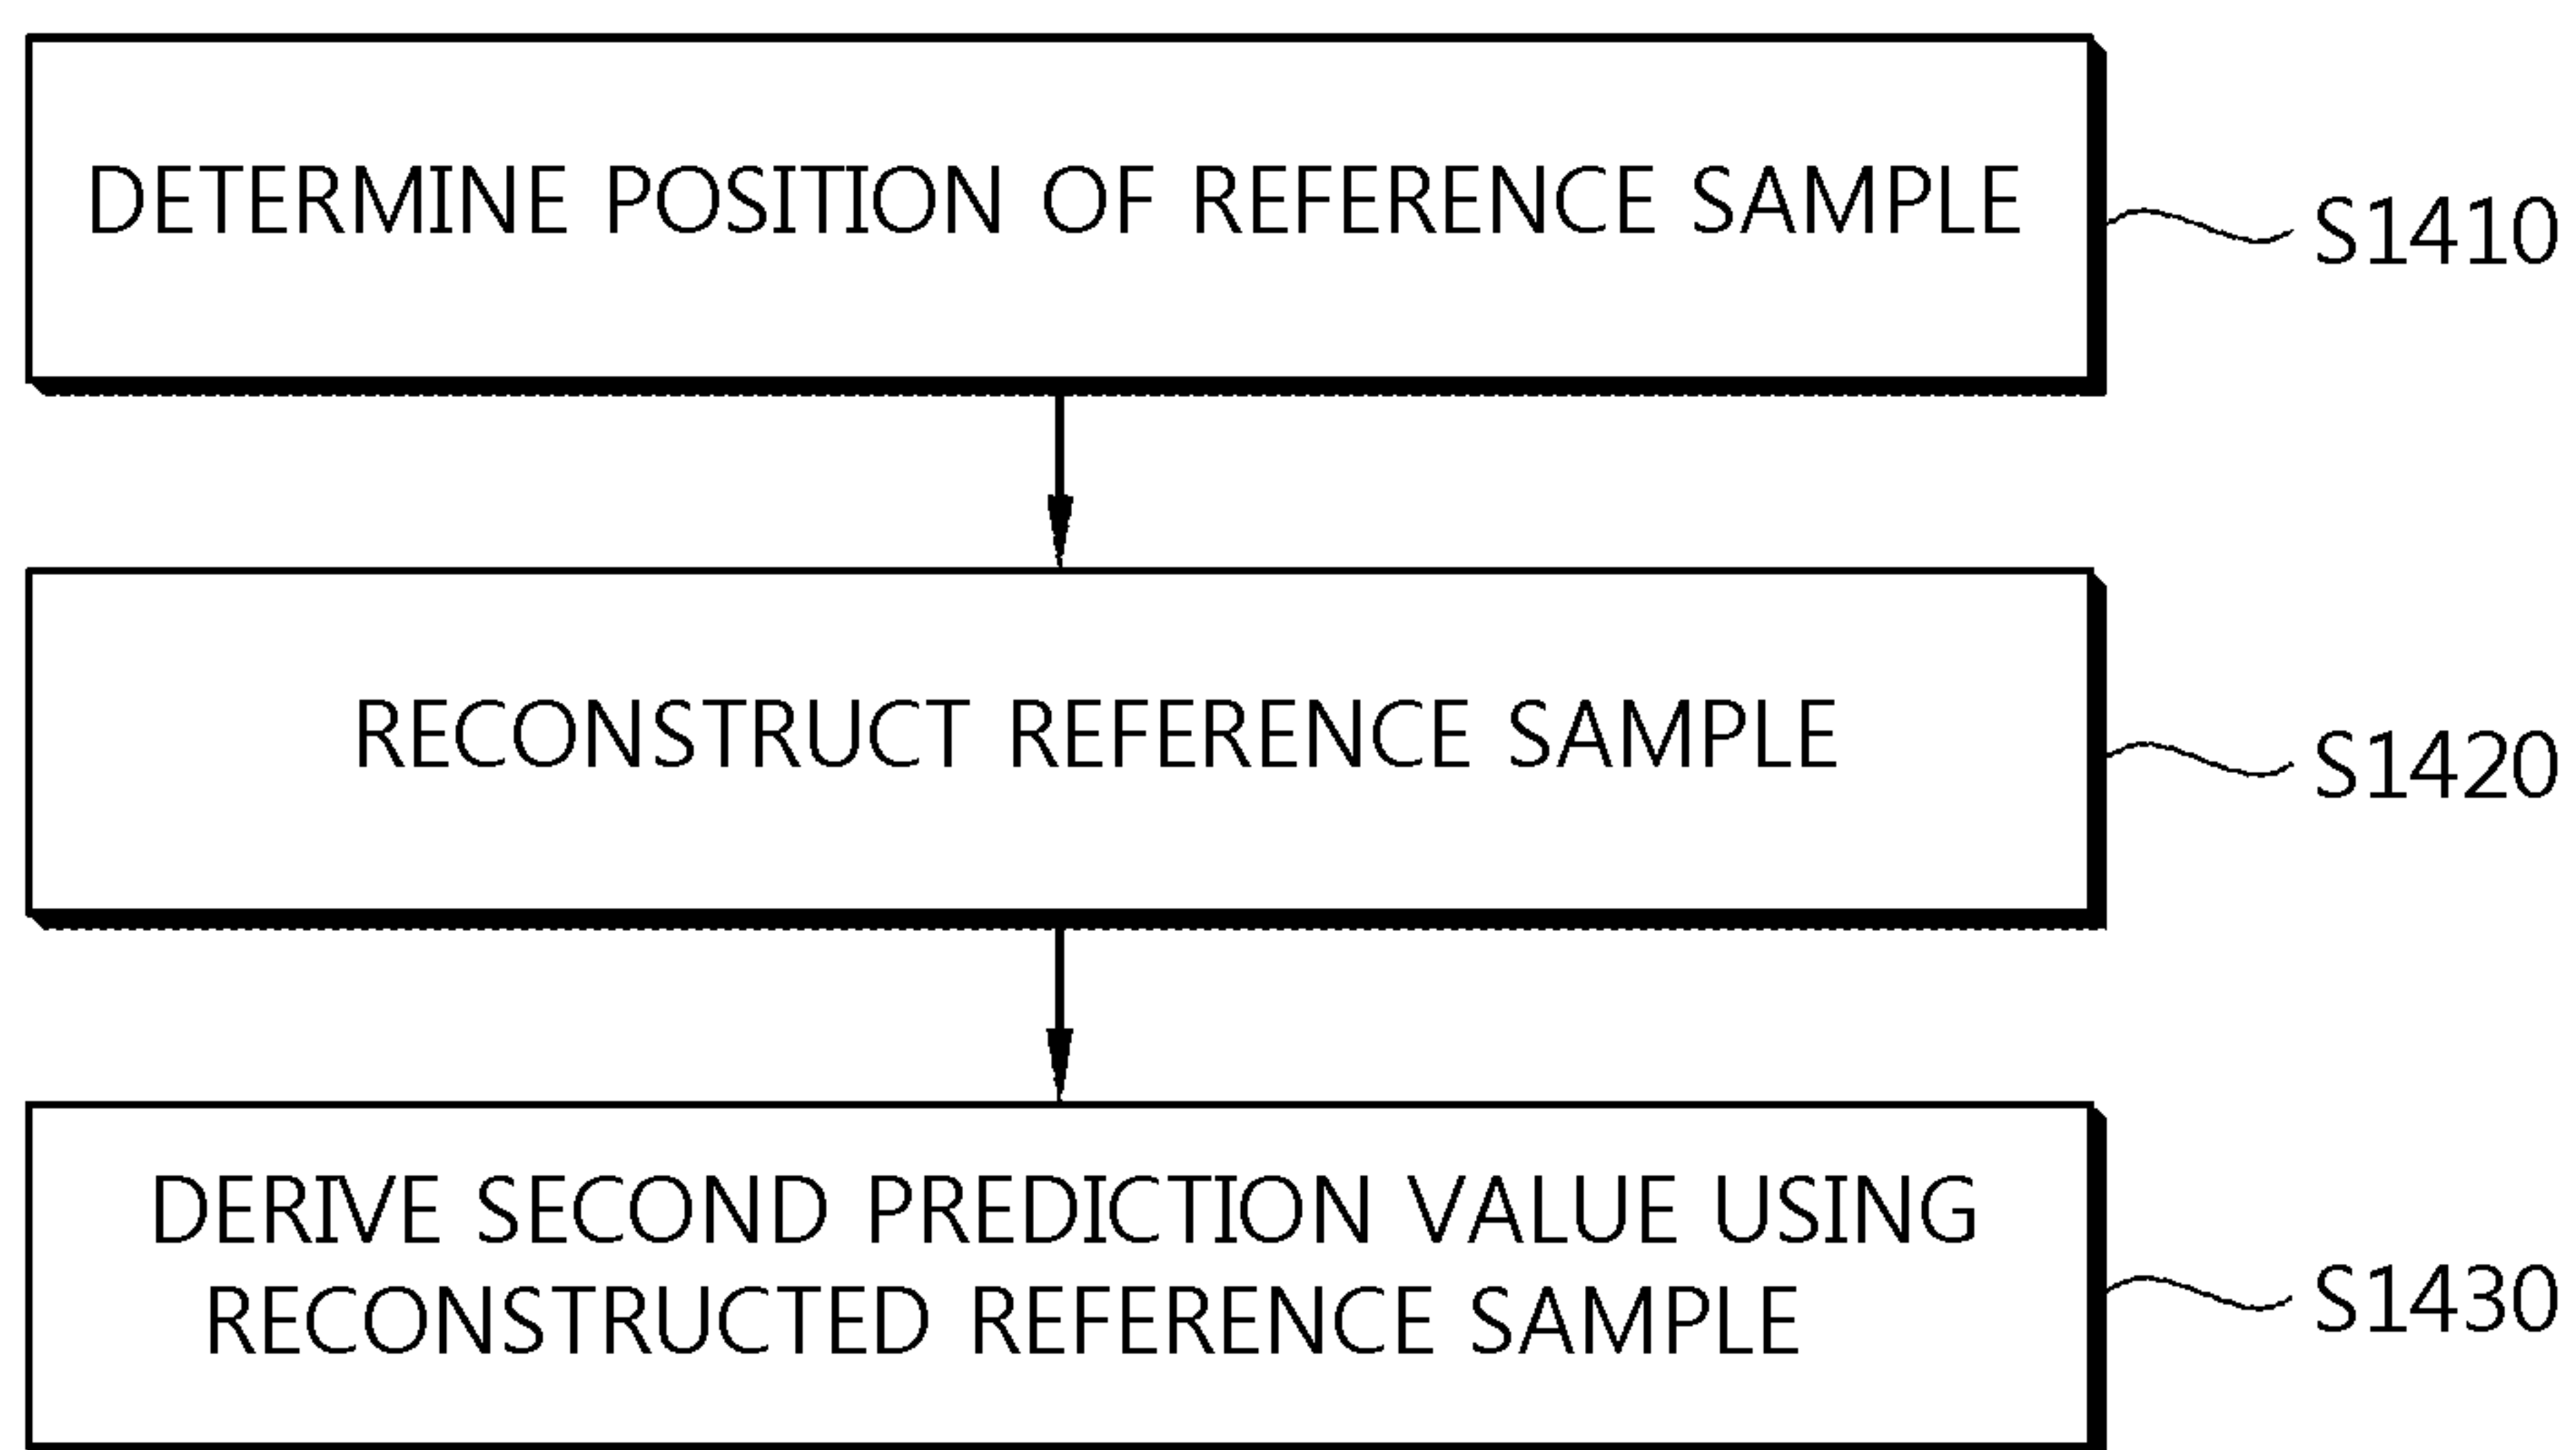 DETERMINE POSITION OF REFERENCE SAMPLE
S1410
RECONSTRUCT REFERENCE SAMPLE
S1420
DERIVE SECOND PREDICTION VALUE USING
RECONSTRUCTED REFERENCE SAMPLE
S1430